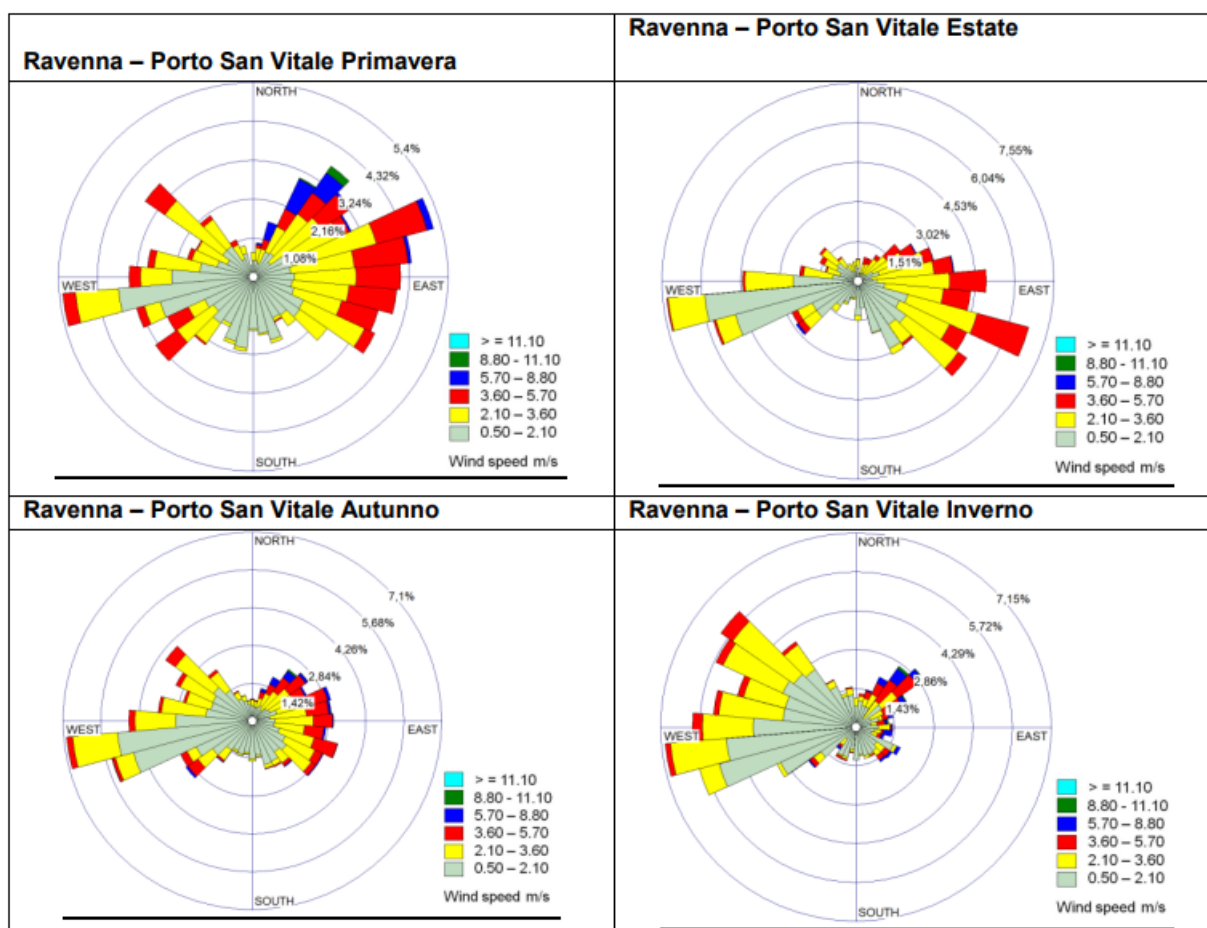 Ravenna – Porto San Vitale Primavera
NORTH
5,4%
4,32%
3,24%
2,16%
1,08%
WEST
EAST
SOUTH
> = 11.10
8.80 - 11.10
5.70 – 8.80
3.60 – 5.70
2.10 – 3.60
0.50 – 2.10
Wind speed m/s
Ravenna – Porto San Vitale Estate
NORTH
7,55%
6,04%
4,53%
3,02%
1,51%
WEST
EAST
SOUTH
> = 11.10
8.80 - 11.10
5.70 – 8.80
3.60 – 5.70
2.10 – 3.60
0.50 – 2.10
Wind speed m/s
Ravenna – Porto San Vitale Autunno
NORTH
7,1%
5,68%
4,26%
2,84%
1,42%
WEST
EAST
SOUTH
> = 11.10
8.80 - 11.10
5.70 – 8.80
3.60 – 5.70
2.10 – 3.60
0.50 – 2.10
Wind speed m/s
Ravenna – Porto San Vitale Inverno
NORTH
7,15%
5,72%
4,29%
2,86%
1,43%
WEST
EAST
SOUTH
> = 11.10
8.80 - 11.10
5.70 – 8.80
3.60 – 5.70
2.10 – 3.60
0.50 – 2.10
Wind speed m/s